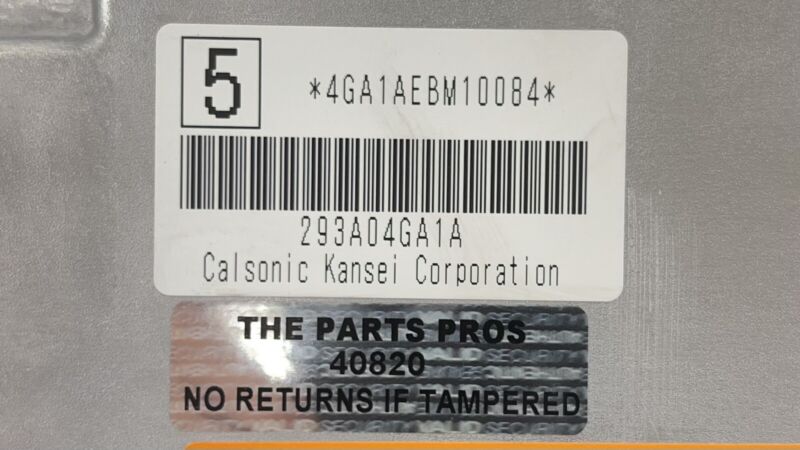 5
*4GA1AEBM10084*
293A04GA1A
Calsonic Kansei Corporation
THE PARTS PROS
40820
NO RETURNS IF TAMPERED